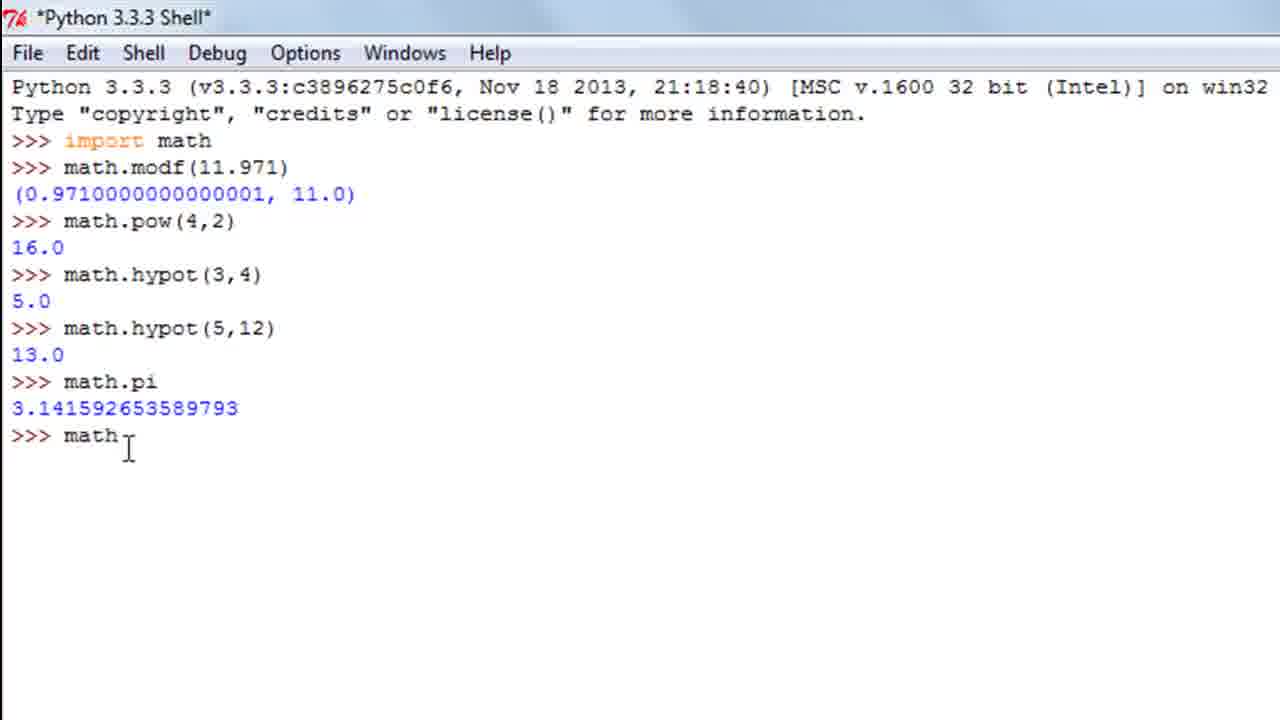 *Python 3.3.3 Shell*
File Edit Shell Debug Options Windows Help
Python 3.3.3 (v3.3.3:c3896275c0f6, Nov 18 2013, 21:18:40) [MSC v.1600 32 bit (Intel)] on win32
Type "copyright", "credits" or "license()" for more information.
>>> import math
>>> math.modf(11.971)
(0.9710000000000001, 11.0)
>>> math.pow(4,2)
16.0
>>> math.hypot(3,4)
5.0
>>> math.hypot(5,12)
13.0
>>> math.pi
3.141592653589793
>>> math